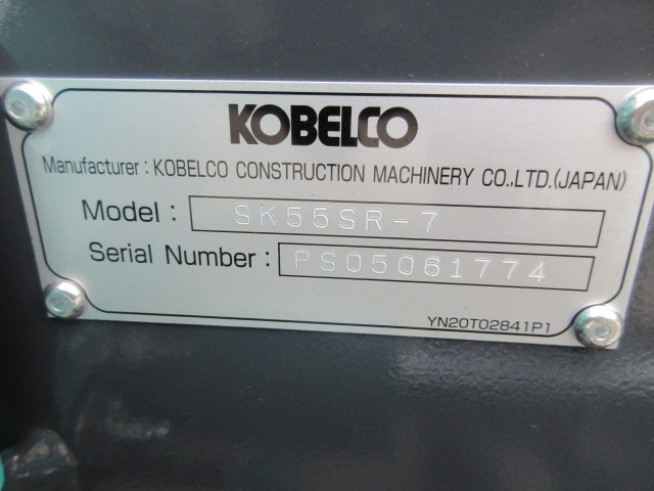 KOBELCO
Manufacturer : KOBELCO CONSTRUCTION MACHINERY CO.,LTD.(JAPAN)
Model : SK55SR-7
Serial Number : PS05061774
YN20T02841P1